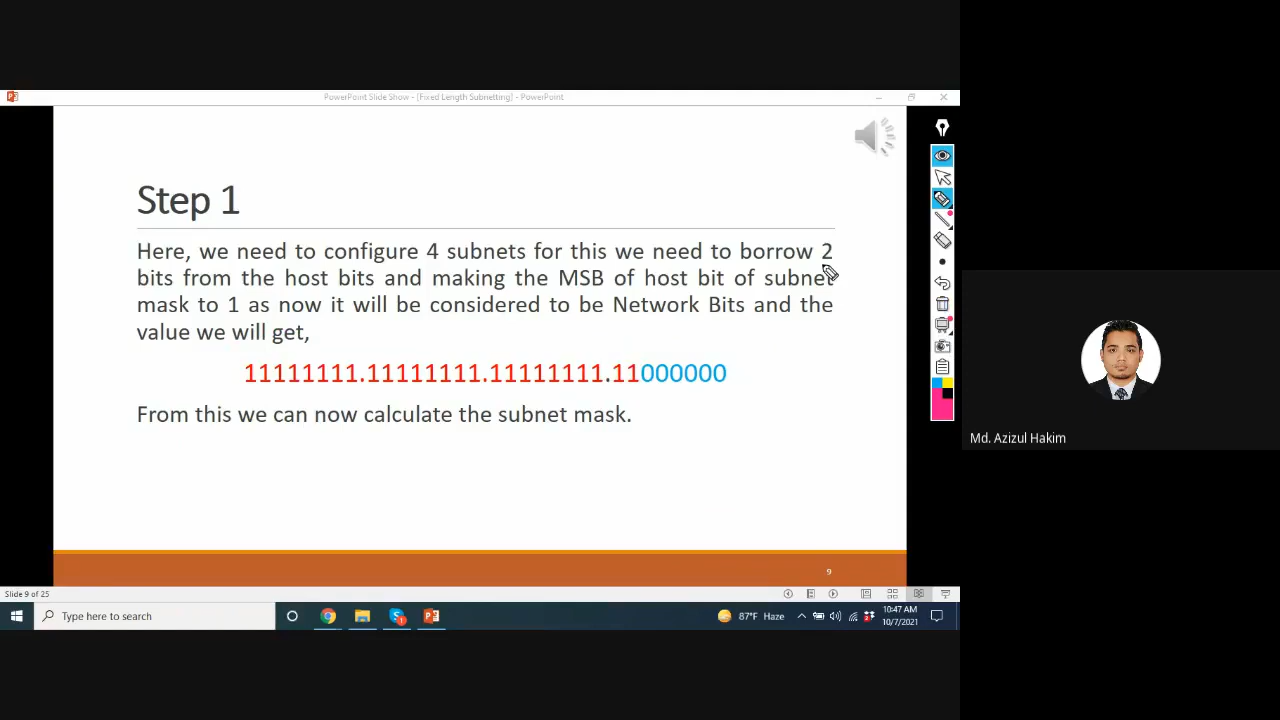 PowerPoint Slide Show - [Fixed Length Subnetting] - PowerPoint
Step 1
Here, we need to configure 4 subnets for this we need to borrow 2
bits from the host bits and making the MSB of host bit of subnet
mask to 1 as now it will be considered to be Network Bits and the
value we will get,
11111111.11111111.11111111.11000000
From this we can now calculate the subnet mask.
9
Md. Azizul Hakim
Slide 9 of 25
Type here to search
87°F Haze
10:47 AM
10/7/2021